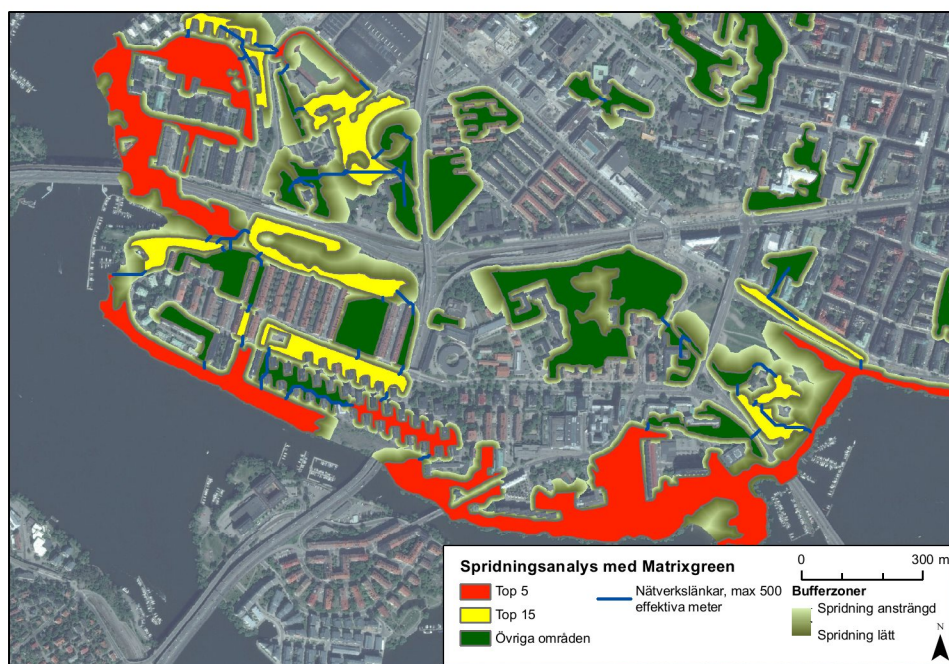 Spridningsanalys med Matrixgreen
Top 5
Top 15
Övriga områden
Nätverkslänkar, max 500
effektiva meter
0 300 m
Bufferzoner
Spridning ansträngd
Spridning lätt
N